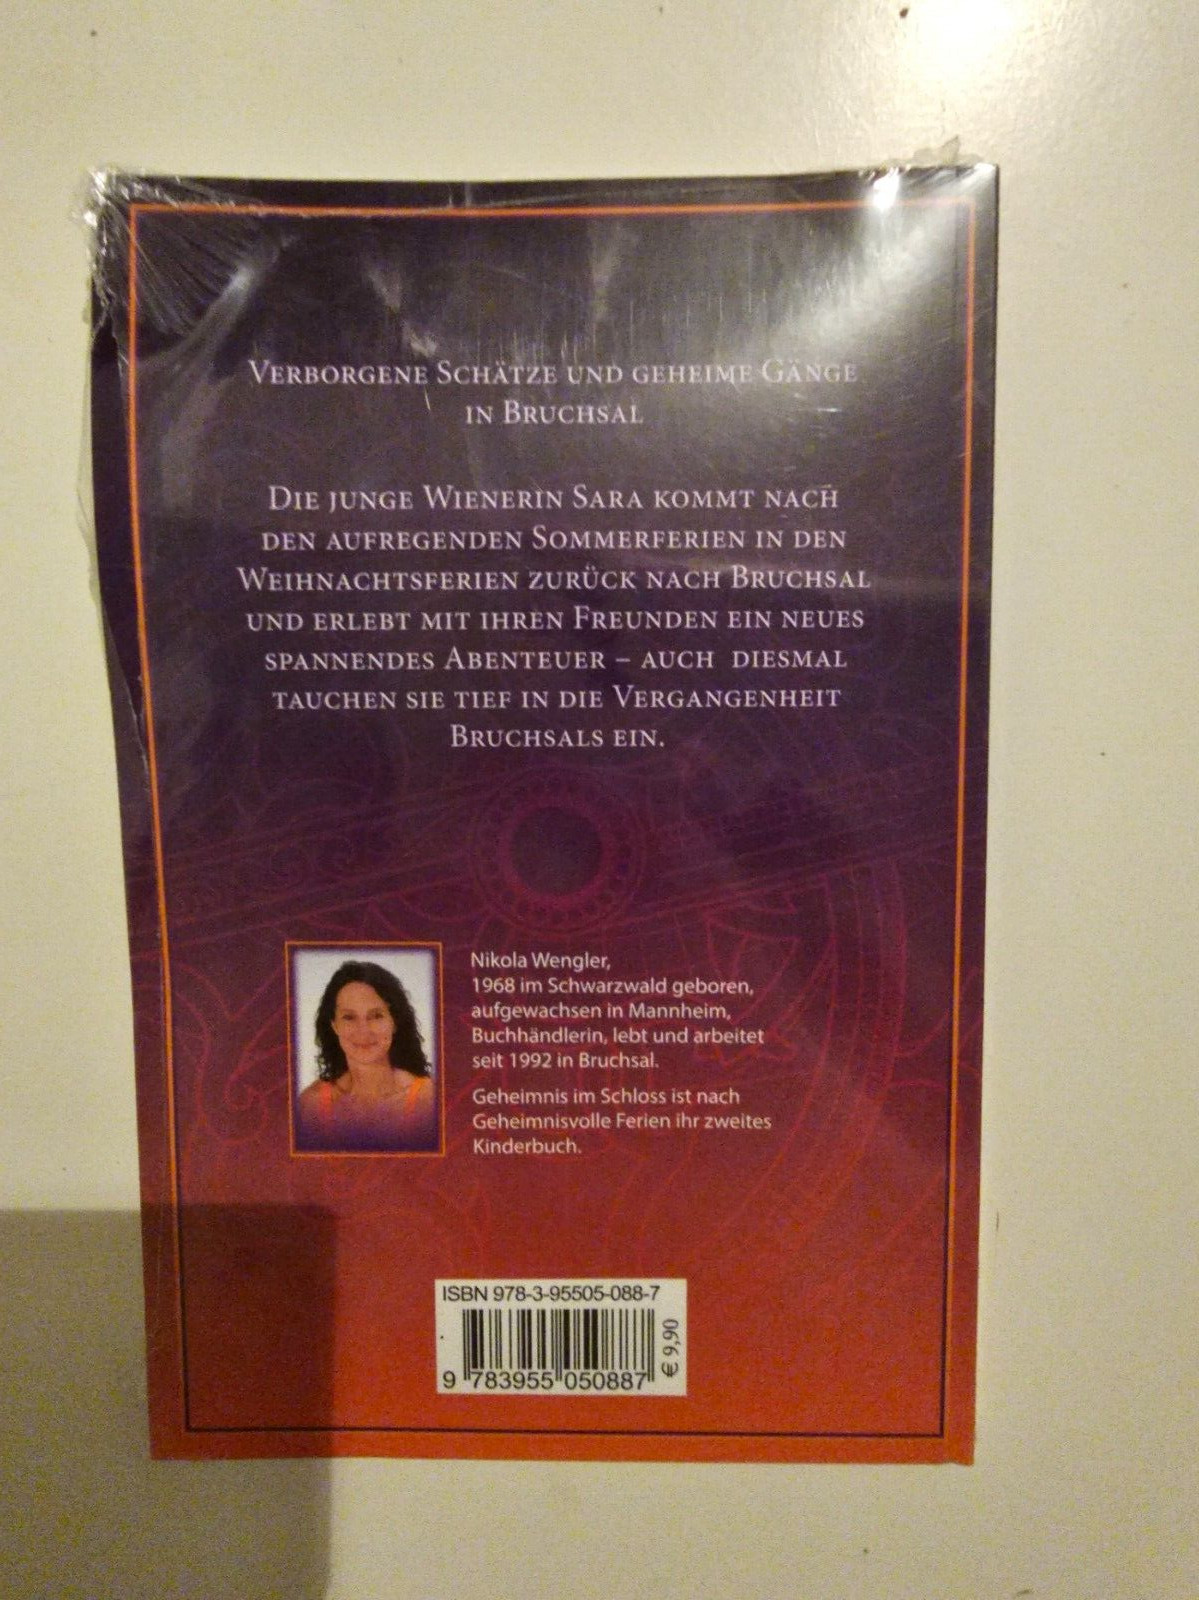 Verborgene Schätze und geheime Gänge
in Bruchsal
Die junge Wienerin Sara kommt nach
den aufregenden Sommerferien in den
Weihnachtsferien zurück nach Bruchsal
und erlebt mit ihren Freunden ein neues
spannendes Abenteuer – auch diesmal
tauchen sie tief in die Vergangenheit
Bruchsals ein.
Nikola Wengler,
1968 im Schwarzwald geboren,
aufgewachsen in Mannheim,
Buchhändlerin, lebt und arbeitet
seit 1992 in Bruchsal.
Geheimnis im Schloss ist nach
Geheimnisvolle Ferien ihr zweites
Kinderbuch.
ISBN 978-3-95505-088-7
€ 9,90
9 783955 050887